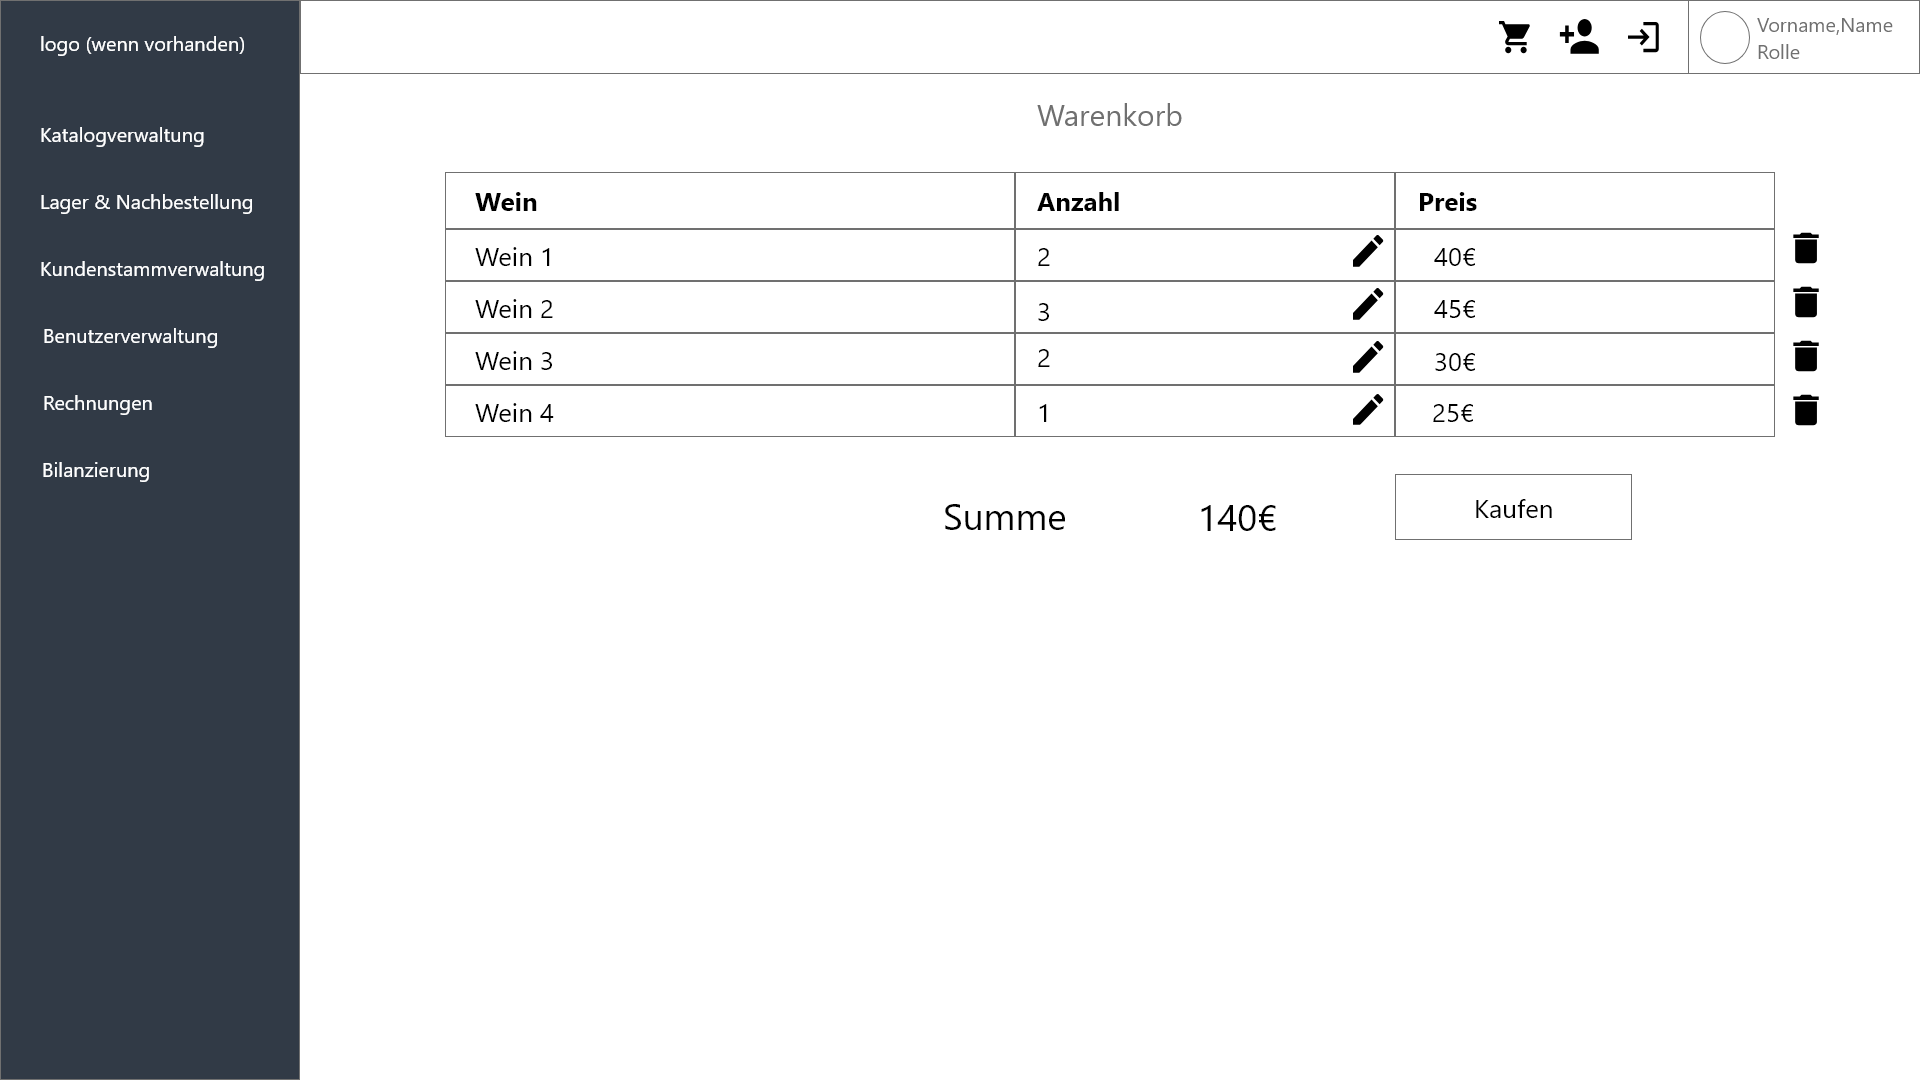 logo (wenn vorhanden)
Vorname,Name
Rolle
Katalogverwaltung
Lager & Nachbestellung
Kundenstammverwaltung
Benutzerverwaltung
Rechnungen
Bilanzierung
Warenkorb
Wein Anzahl Preis
Wein 1 2 40€
Wein 2 3 45€
Wein 3 2 30€
Wein 4 1 25€
Summe 140€ Kaufen